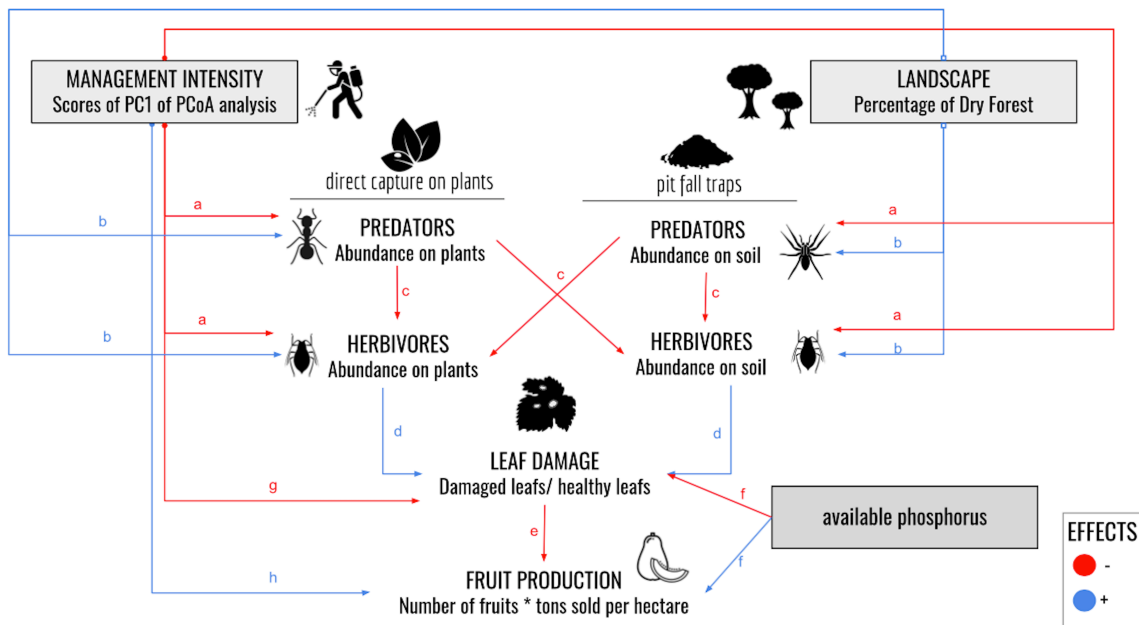 MANAGEMENT INTENSITY
Scores of PC1 of PCoA analysis
LANDSCAPE
Percentage of Dry Forest
direct capture on plants
pit fall traps
a
b
PREDATORS
Abundance on plants
PREDATORS
Abundance on soil
a
b
c
c
c
a
b
HERBIVORES
Abundance on plants
HERBIVORES
Abundance on soil
a
b
d
d
LEAF DAMAGE
Damaged leafs/ healthy leafs
g
f
available phosphorus
e
f
EFFECTS
-
+
h
FRUIT PRODUCTION
Number of fruits * tons sold per hectare